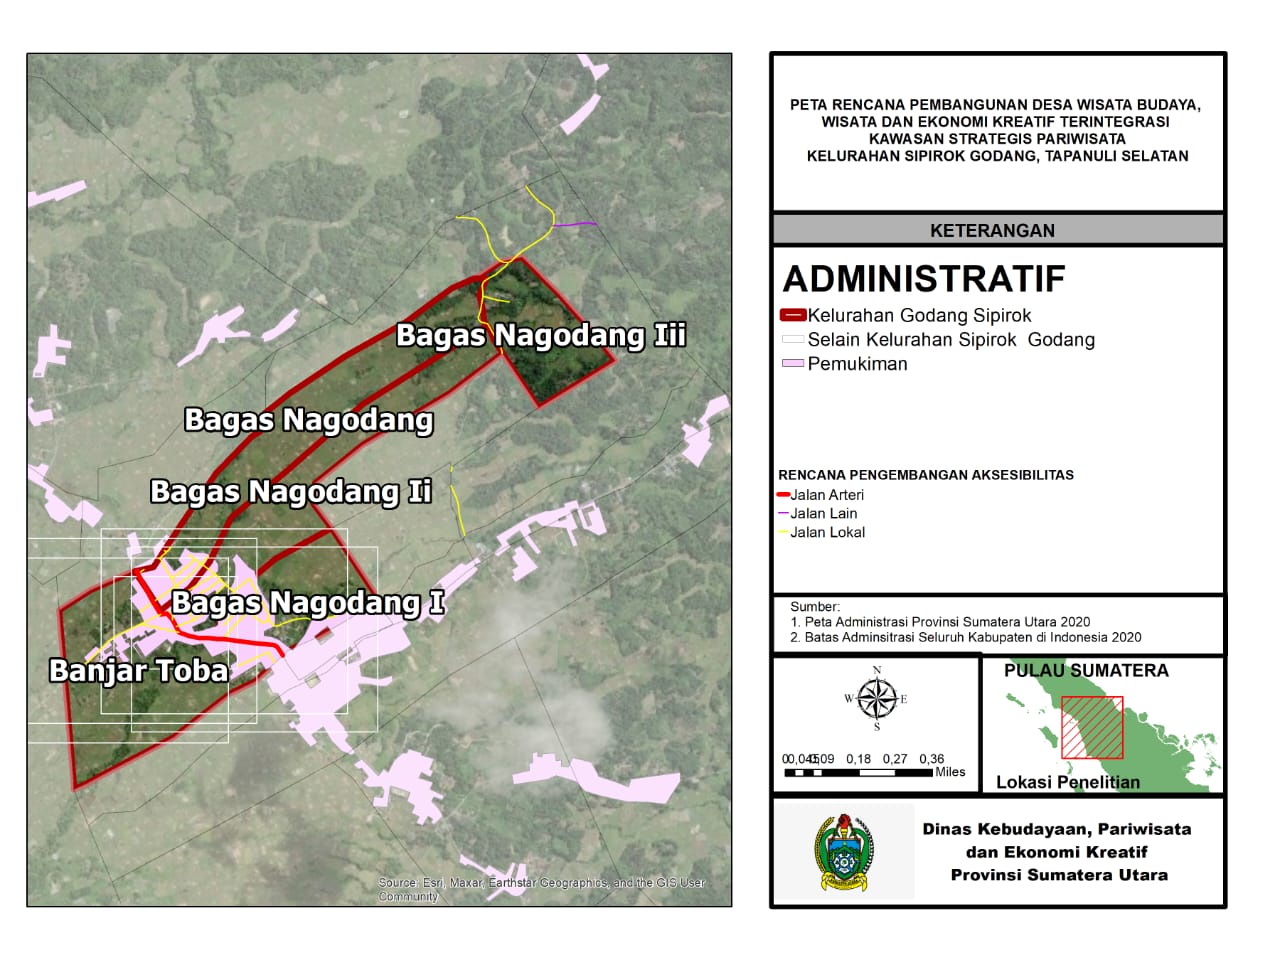 Bagas Nagodang Iii
Bagas Nagodang
Bagas Nagodang Ii
Bagas Nagodang I
Banjar Toba
Source: Esri, Maxar, Earthstar Geographics, and the GIS User
Community
PETA RENCANA PEMBANGUNAN DESA WISATA BUDAYA,
WISATA DAN EKONOMI KREATIF TERINTEGRASI
KAWASAN STRATEGIS PARIWISATA
KELURAHAN SIPIROK GODANG, TAPANULI SELATAN
KETERANGAN
ADMINISTRATIF
Kelurahan Godang Sipirok
Selain Kelurahan Sipirok Godang
Pemukiman
RENCANA PENGEMBANGAN AKSESIBILITAS
Jalan Arteri
Jalan Lain
Jalan Lokal
Sumber:
1. Peta Administrasi Provinsi Sumatera Utara 2020
2. Batas Adminsitrasi Seluruh Kabupaten di Indonesia 2020
N
W E
S
0 0,045 0,09 0,18 0,27 0,36
Miles
PULAU SUMATERA
Lokasi Penelitian
Dinas Kebudayaan, Pariwisata
dan Ekonomi Kreatif
Provinsi Sumatera Utara